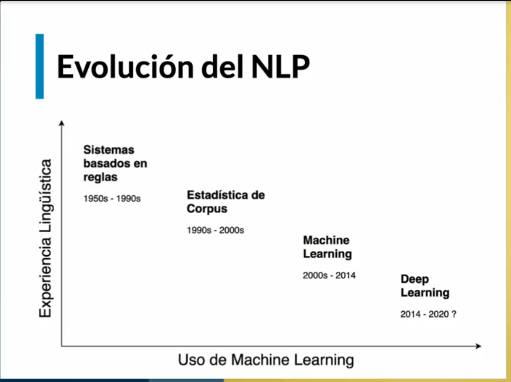 Evolución del NLP
Experiencia Lingüística
Sistemas
basados en
reglas
1950s - 1990s
Estadística de
Corpus
1990s - 2000s
Machine
Learning
2000s - 2014
Deep
Learning
2014 - 2020 ?
Uso de Machine Learning